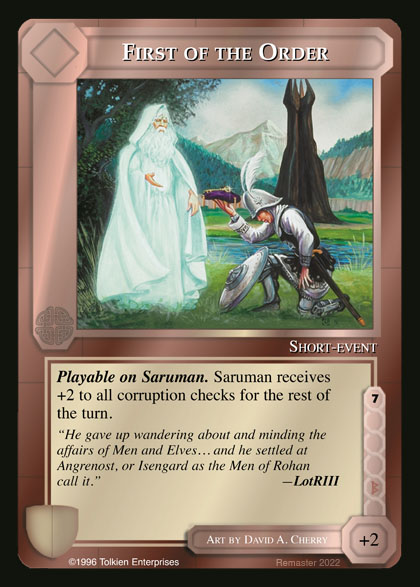 First of the Order
Short-event
Playable on Saruman. Saruman receives
+2 to all corruption checks for the rest of
the turn.
“He gave up wandering about and minding the
affairs of Men and Elves…and he settled at
Angrenost, or Isengard as the Men of Rohan
call it.” —LotRIII
7
Art by David A. Cherry
+2
©1996 Tolkien Enterprises
Remaster 2022